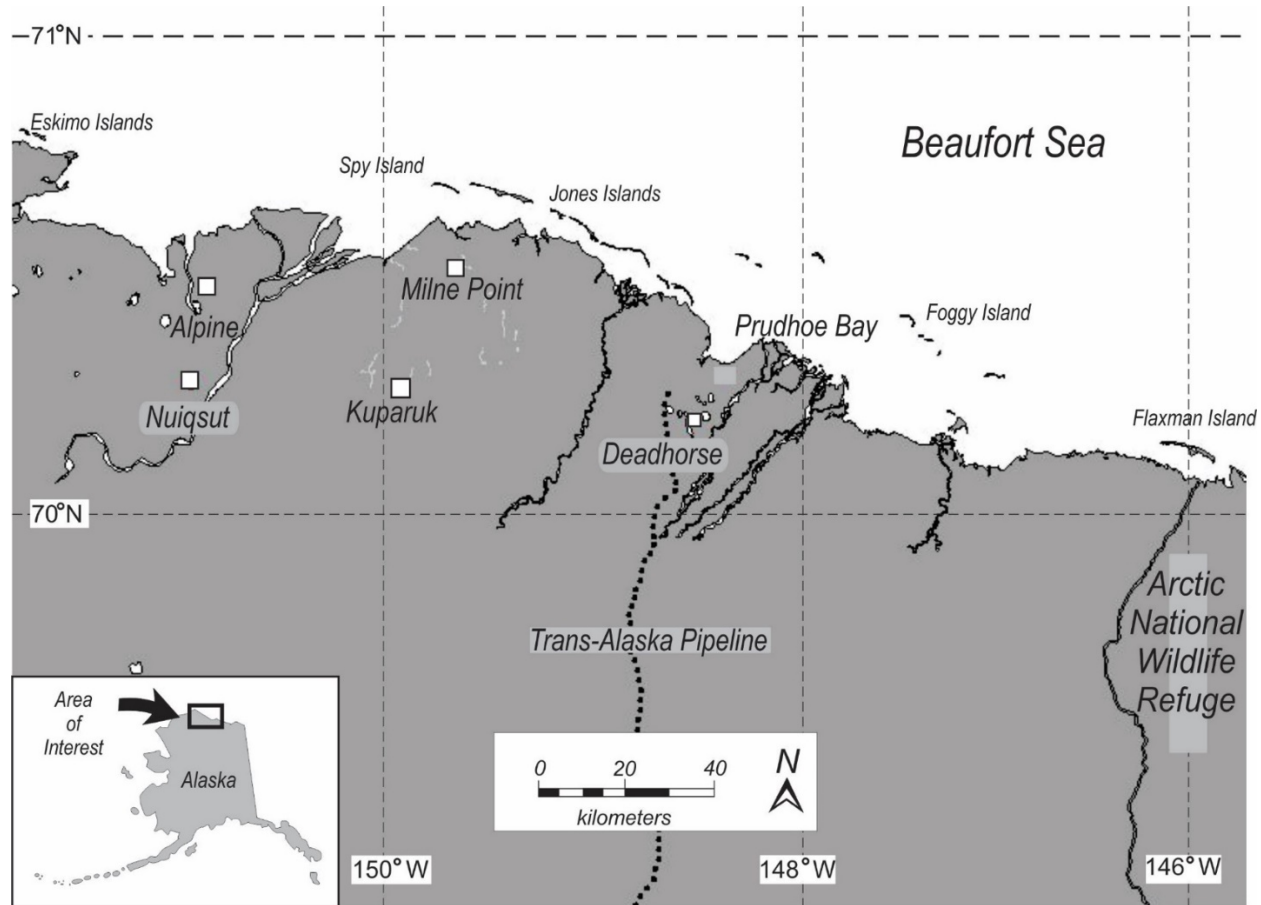 71°N
Eskimo Islands
Beaufort Sea
Spy Island
Jones Islands
Milne Point
Alpine
Prudhoe Bay
Foggy Island
Nuiqsut
Kuparuk
Flaxman Island
Deadhorse
70°N
Trans-Alaska Pipeline
Arctic
National
Wildlife
Refuge
Area
of
Interest
Alaska
0 20 40
kilometers
N
150°W
148°W
146°W